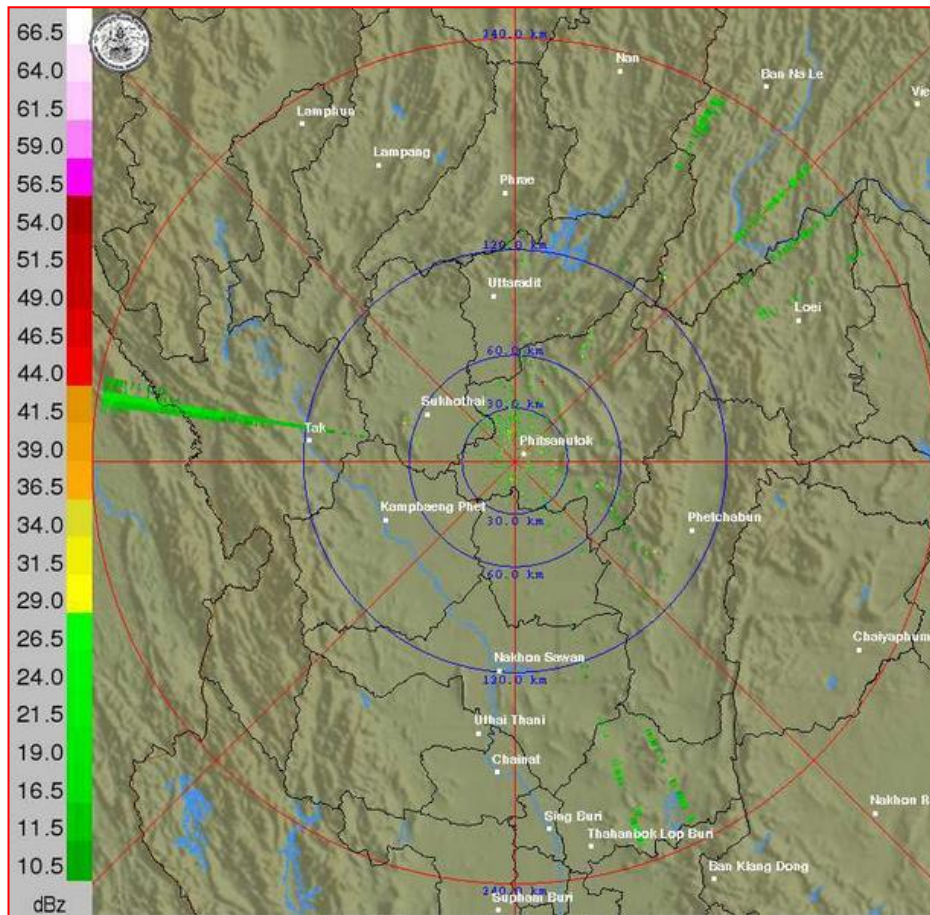 66.5
64.0
61.5
59.0
56.5
54.0
51.5
49.0
46.5
44.0
41.5
39.0
36.5
34.0
31.5
29.0
26.5
24.0
21.5
19.0
16.5
11.5
10.5
dBz
240.0 km
Nan
Ban Na Le
Vie
Lamphun
Lampang
Phrae
120.0 km
Uttaradit
Loei
60.0 km
30.0 km
Sukhothai
Tak
Phitsanulok
Kamphaeng Phet
30.0 km
Phetchabun
60.0 km
Chaiyaphum
Nakhon Sawan
120.0 km
Uthai Thani
Chainat
Nakhon R
Sing Buri
Thahanbok Lop Buri
Ban Klang Dong
240.0 km
Suphan Buri